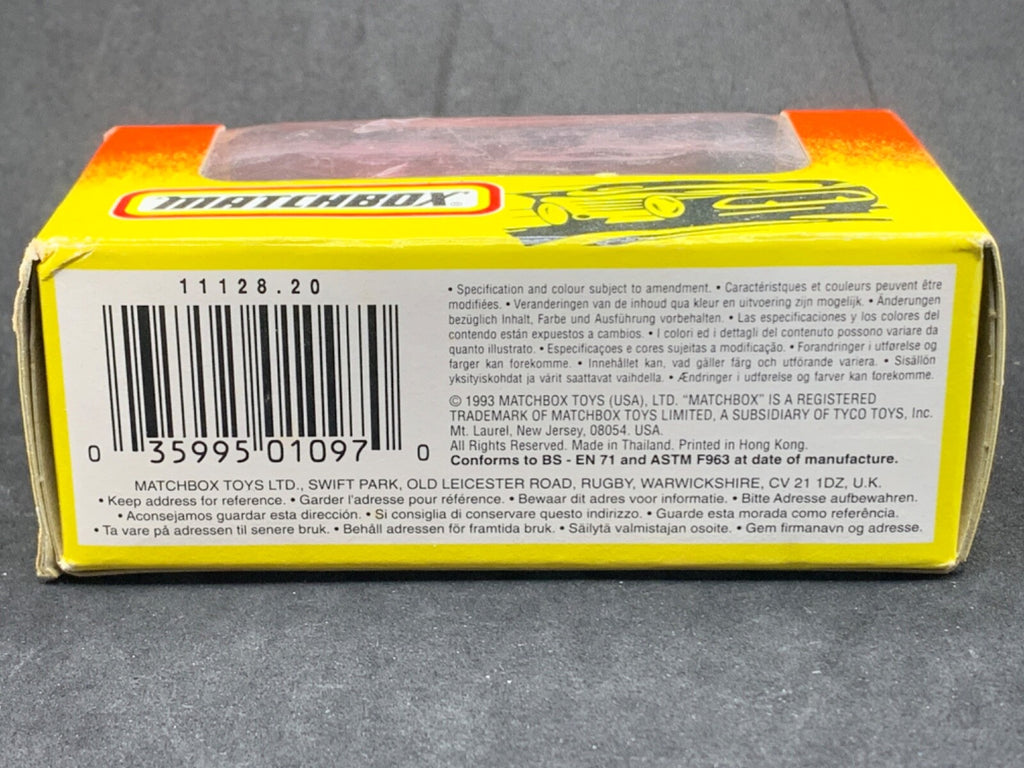 MATCHBOX®
11128.20
0 35995 01097 0
• Specification and colour subject to amendment. • Caractéristques et couleurs peuvent être
modifiées. • Veranderingen van de inhoud qua kleur en uitvoering zijn mogelijk. • Änderungen
bezüglich Inhalt, Farbe und Ausführung vorbehalten. • Las especificaciones y los colores del
contendo están expuestos a cambios. • I colori ed i dettagli del contenuto possono variare da
quanto illustrato. • Especificaçoes e cores sujeitas a modificação. • Forandringer i utførelse og
farger kan forekomme. • Innehållet kan, vad gäller färg och utförande variera. • Sisällön
yksityiskohdat ja värit saattavat vaihdella. • Ændringer i udførelse og farver kan forekomme.
© 1993 MATCHBOX TOYS (USA), LTD. "MATCHBOX" IS A REGISTERED
TRADEMARK OF MATCHBOX TOYS LIMITED, A SUBSIDIARY OF TYCO TOYS, Inc.
Mt. Laurel, New Jersey, 08054. USA.
All Rights Reserved. Made in Thailand. Printed in Hong Kong.
Conforms to BS - EN 71 and ASTM F963 at date of manufacture.
MATCHBOX TOYS LTD., SWIFT PARK, OLD LEICESTER ROAD, RUGBY, WARWICKSHIRE, CV 21 1DZ, U.K.
• Keep address for reference. • Garder l'adresse pour référence. • Bewaar dit adres voor informatie. • Bitte Adresse aufbewahren.
• Aconsejamos guardar esta dirección. • Si consiglia di conservare questo indirizzo. • Guarde esta morada como referência.
• Ta vare på adressen til senere bruk. • Behåll adressen för framtida bruk. • Säilytä valmistajan osoite. • Gem firmanavn og adresse.